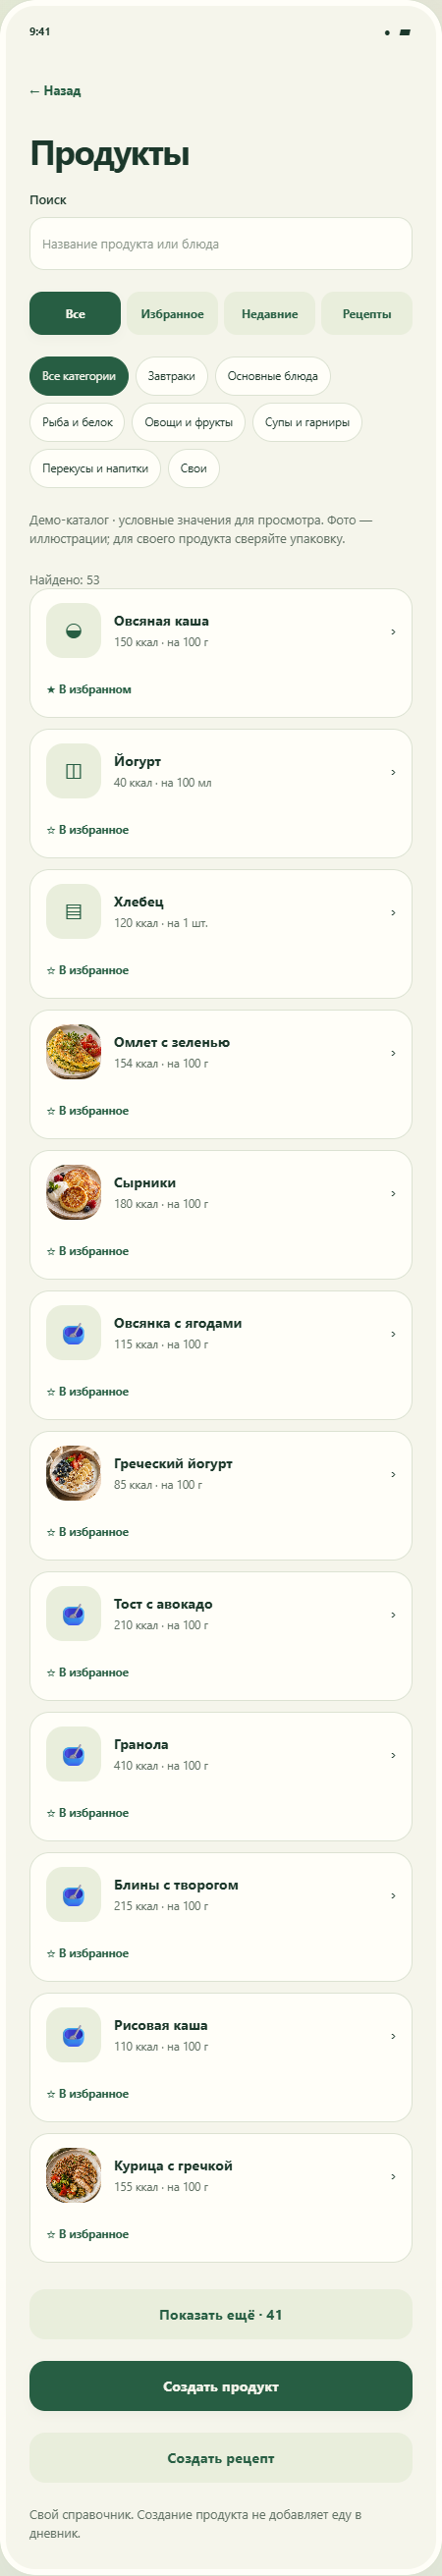 9:41
← Назад
Продукты
Поиск
Название продукта или блюда
Все Избранное Недавние Рецепты
Все категории Завтраки Основные блюда
Рыба и белок Овощи и фрукты Супы и гарниры
Перекусы и напитки Свои
Демо-каталог · условные значения для просмотра. Фото —
иллюстрации; для своего продукта сверяйте упаковку.
Найдено: 53
Овсяная каша
150 ккал · на 100 г
›
★ В избранном
Йогурт
40 ккал · на 100 мл
›
☆ В избранное
Хлебец
120 ккал · на 1 шт.
›
☆ В избранное
Омлет с зеленью
154 ккал · на 100 г
›
☆ В избранное
Сырники
180 ккал · на 100 г
›
☆ В избранное
Овсянка с ягодами
115 ккал · на 100 г
›
☆ В избранное
Греческий йогурт
85 ккал · на 100 г
›
☆ В избранное
Тост с авокадо
210 ккал · на 100 г
›
☆ В избранное
Гранола
410 ккал · на 100 г
›
☆ В избранное
Блины с творогом
215 ккал · на 100 г
›
☆ В избранное
Рисовая каша
110 ккал · на 100 г
›
☆ В избранное
Курица с гречкой
155 ккал · на 100 г
›
☆ В избранное
Показать ещё · 41
Создать продукт
Создать рецепт
Свой справочник. Создание продукта не добавляет еду в
дневник.